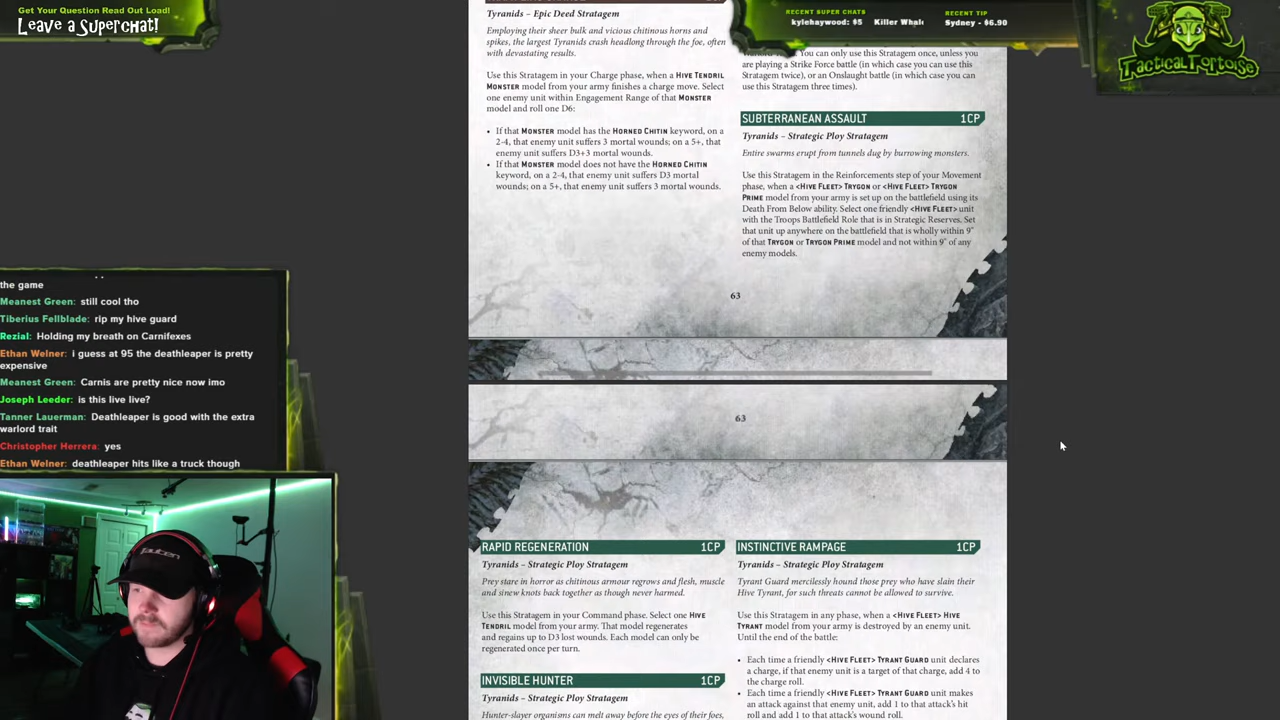 Get Your Question Read Out Loud!
Leave a Superchat!
RECENT SUPER CHATS
kylehaywood: $5 Killer Whale
RECENT TIP
Sydney - $6.90
TACTICALTORTOISE
Tyranids – Epic Deed Stratagem
Employing their sheer bulk and vicious chitinous horns and
spikes, the largest Tyranids crash headlong through the foe, often
with devastating results.
Use this Stratagem in your Charge phase, when a HIVE TENDRIL
MONSTER model from your army finishes a charge move. Select
one enemy unit within Engagement Range of that MONSTER
model and roll one D6:
• If that MONSTER model has the HORNED CHITIN keyword, on a
2-4, that enemy unit suffers 3 mortal wounds; on a 5+, that
enemy unit suffers D3+3 mortal wounds.
• If that MONSTER model does not have the HORNED CHITIN
keyword, on a 2-4, that enemy unit suffers D3 mortal
wounds; on a 5+, that enemy unit suffers 3 mortal wounds.
You can only use this Stratagem once, unless you
are playing a Strike Force battle (in which case you can use this
Stratagem twice), or an Onslaught battle (in which case you can
use this Stratagem three times).
SUBTERRANEAN ASSAULT 1CP
Tyranids – Strategic Ploy Stratagem
Entire swarms erupt from tunnels dug by burrowing monsters.
Use this Stratagem in the Reinforcements step of your Movement
phase, when a <HIVE FLEET> TRYGON or <HIVE FLEET> TRYGON
PRIME model from your army is set up on the battlefield using its
Death From Below ability. Select one friendly <HIVE FLEET> unit
with the Troops Battlefield Role that is in Strategic Reserves. Set
that unit up anywhere on the battlefield that is wholly within 9"
of that TRYGON or TRYGON PRIME model and not within 9" of any
enemy models.
63
63
the game
Meanest Green: still cool tho
Tiberius Fellblade: rip my hive guard
Rezial: Holding my breath on Carnifexes
Ethan Welner: i guess at 95 the deathleaper is pretty
expensive
Meanest Green: Carnis are pretty nice now imo
Joseph Leeder: is this live live?
Tanner Lauerman: Deathleaper is good with the extra
warlord trait
Christopher Herrera: yes
Ethan Welner: deathleaper hits like a truck though
RAPID REGENERATION 1CP
Tyranids – Strategic Ploy Stratagem
Prey stare in horror as chitinous armour regrows and flesh, muscle
and sinew knots back together as though never harmed.
Use this Stratagem in your Command phase. Select one HIVE
TENDRIL model from your army. That model regenerates
and regains up to D3 lost wounds. Each model can only be
regenerated once per turn.
INVISIBLE HUNTER 1CP
Tyranids – Strategic Ploy Stratagem
Hunter-slayer organisms can melt away before the eyes of their foes,
INSTINCTIVE RAMPAGE 1CP
Tyranids – Strategic Ploy Stratagem
Tyrant Guard mercilessly hound those prey who have slain their
Hive Tyrant, for such threats cannot be allowed to survive.
Use this Stratagem in any phase, when a <HIVE FLEET> HIVE
TYRANT model from your army is destroyed by an enemy unit.
Until the end of the battle:
• Each time a friendly <HIVE FLEET> TYRANT GUARD unit declares
a charge, if that enemy unit is a target of that charge, add 4 to
the charge roll.
• Each time a friendly <HIVE FLEET> TYRANT GUARD unit makes
an attack against that enemy unit, add 1 to that attack's hit
roll and add 1 to that attack's wound roll.